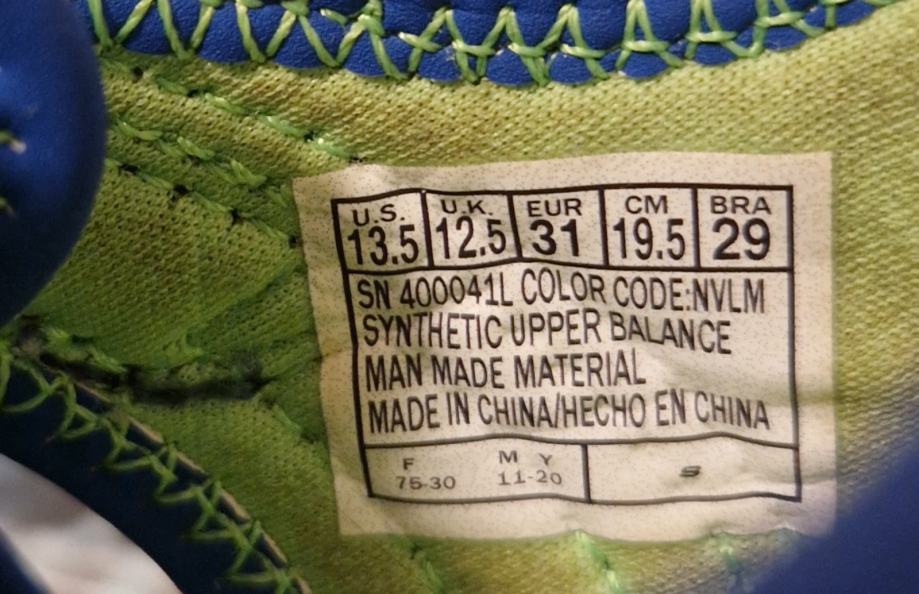 U.S. U.K. EUR CM BRA
13.5 12.5 31 19.5 29
SN 400041L COLOR CODE:NVLM
SYNTHETIC UPPER BALANCE
MAN MADE MATERIAL
MADE IN CHINA/HECHO EN CHINA
F M Y
75-30 11-20 S